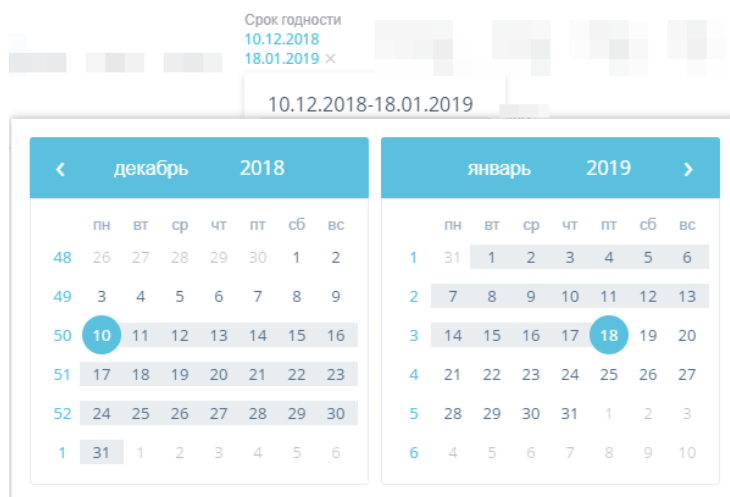 Срок годности
10.12.2018
18.01.2019 ×
10.12.2018-18.01.2019
‹ декабрь 2018
пн вт ср чт пт сб вс
48 26 27 28 29 30 1 2
49 3 4 5 6 7 8 9
50 10 11 12 13 14 15 16
51 17 18 19 20 21 22 23
52 24 25 26 27 28 29 30
1 31 1 2 3 4 5 6
январь 2019 ›
пн вт ср чт пт сб вс
1 31 1 2 3 4 5 6
2 7 8 9 10 11 12 13
3 14 15 16 17 18 19 20
4 21 22 23 24 25 26 27
5 28 29 30 31 1 2 3
6 4 5 6 7 8 9 10